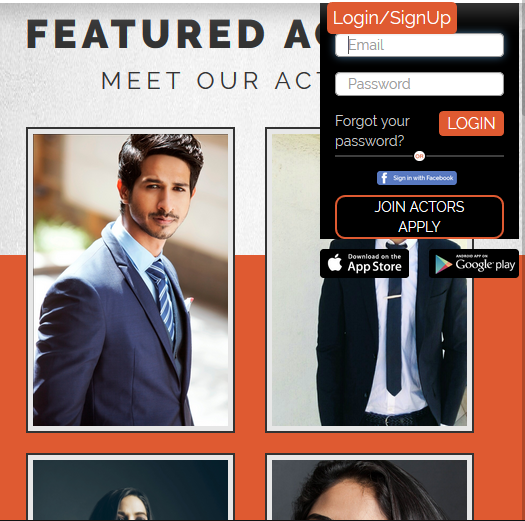 FEATURED AC
MEET OUR ACT
Login/SignUp
Email
Password
Forgot your
password?
LOGIN
OR
Sign in with Facebook
JOIN ACTORS
APPLY
Download on the
App Store
ANDROID APP ON
Google play